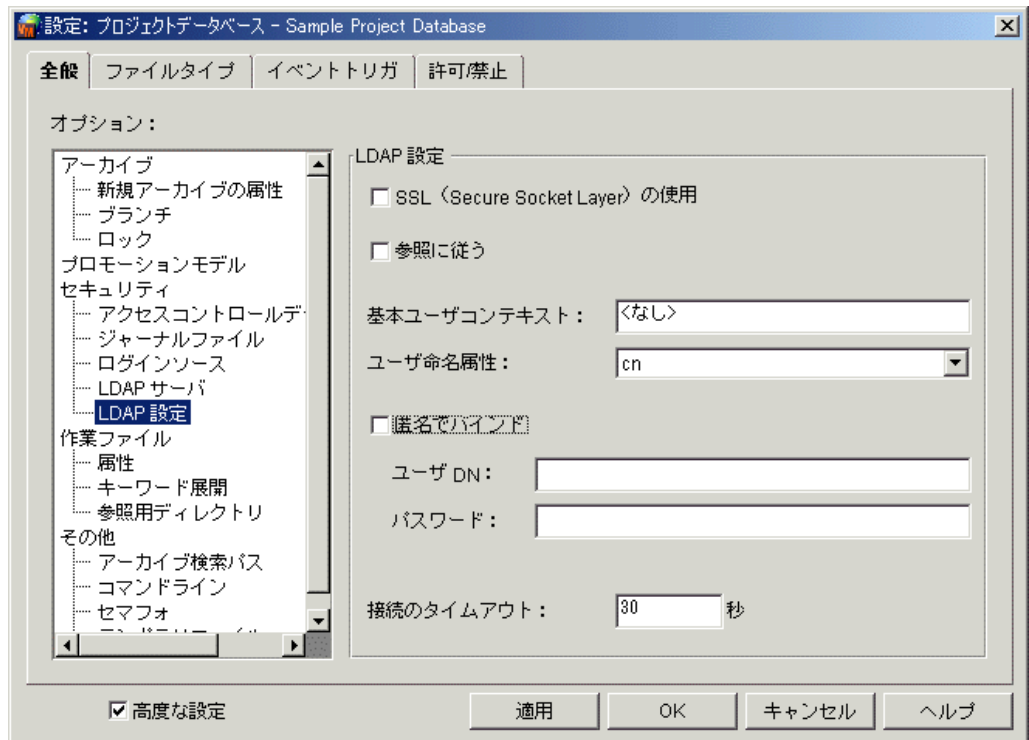 設定: プロジェクトデータベース - Sample Project Database
全般 ファイルタイプ イベントトリガ 許可/禁止
オプション：
アーカイブ
新規アーカイブの属性
ブランチ
ロック
プロモーションモデル
セキュリティ
アクセスコントロールデ
ジャーナルファイル
ログインソース
LDAP サーバ
LDAP 設定
作業ファイル
属性
キーワード展開
参照用ディレクトリ
その他
アーカイブ検索パス
コマンドライン
セマフォ
LDAP 設定
SSL（Secure Socket Layer）の使用
参照に従う
基本ユーザコンテキスト： <なし>
ユーザ命名属性： cn
匿名でバインド
ユーザ DN：
パスワード：
接続のタイムアウト： 30 秒
高度な設定 適用 OK キャンセル ヘルプ